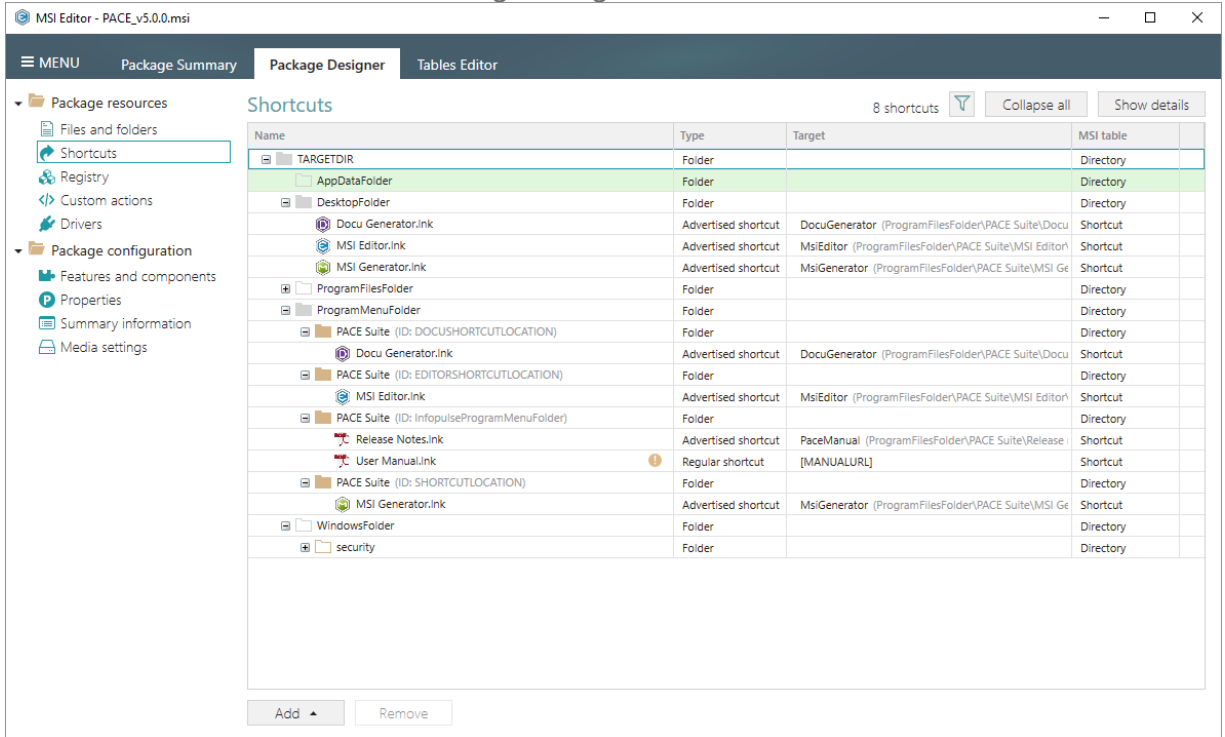 MSI Editor - PACE_v5.0.0.msi
MENU Package Summary Package Designer Tables Editor
Package resources
Files and folders
Shortcuts
Registry
Custom actions
Drivers
Package configuration
Features and components
Properties
Summary information
Media settings
Shortcuts 8 shortcuts Collapse all Show details
Name Type Target MSI table
TARGETDIR Folder Directory
AppDataFolder Folder Directory
DesktopFolder Folder Directory
Docu Generator.lnk Advertised shortcut DocuGenerator (ProgramFilesFolder\PACE Suite\Docu Shortcut
MSI Editor.lnk Advertised shortcut MsiEditor (ProgramFilesFolder\PACE Suite\MSI Editor\ Shortcut
MSI Generator.lnk Advertised shortcut MsiGenerator (ProgramFilesFolder\PACE Suite\MSI Ge Shortcut
ProgramFilesFolder Folder Directory
ProgramMenuFolder Folder Directory
PACE Suite (ID: DOCUSHORTCUTLOCATION) Folder Directory
Docu Generator.lnk Advertised shortcut DocuGenerator (ProgramFilesFolder\PACE Suite\Docu Shortcut
PACE Suite (ID: EDITORSHORTCUTLOCATION) Folder Directory
MSI Editor.lnk Advertised shortcut MsiEditor (ProgramFilesFolder\PACE Suite\MSI Editor\ Shortcut
PACE Suite (ID: InfopulseProgramMenuFolder) Folder Directory
Release Notes.lnk Advertised shortcut PaceManual (ProgramFilesFolder\PACE Suite\Release Shortcut
User Manual.lnk Regular shortcut [MANUALURL] Shortcut
PACE Suite (ID: SHORTCUTLOCATION) Folder Directory
MSI Generator.lnk Advertised shortcut MsiGenerator (ProgramFilesFolder\PACE Suite\MSI Ge Shortcut
WindowsFolder Folder Directory
security Folder Directory
Add Remove